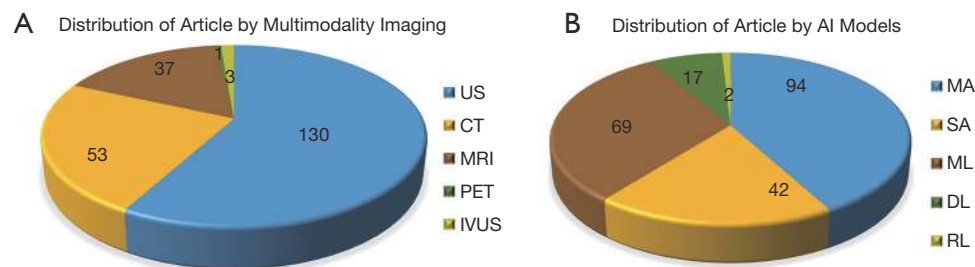 A Distribution of Article by Multimodality Imaging
1
37
3
130
53
US
CT
MRI
PET
IVUS
B Distribution of Article by AI Models
17
2
94
69
42
MA
SA
ML
DL
RL